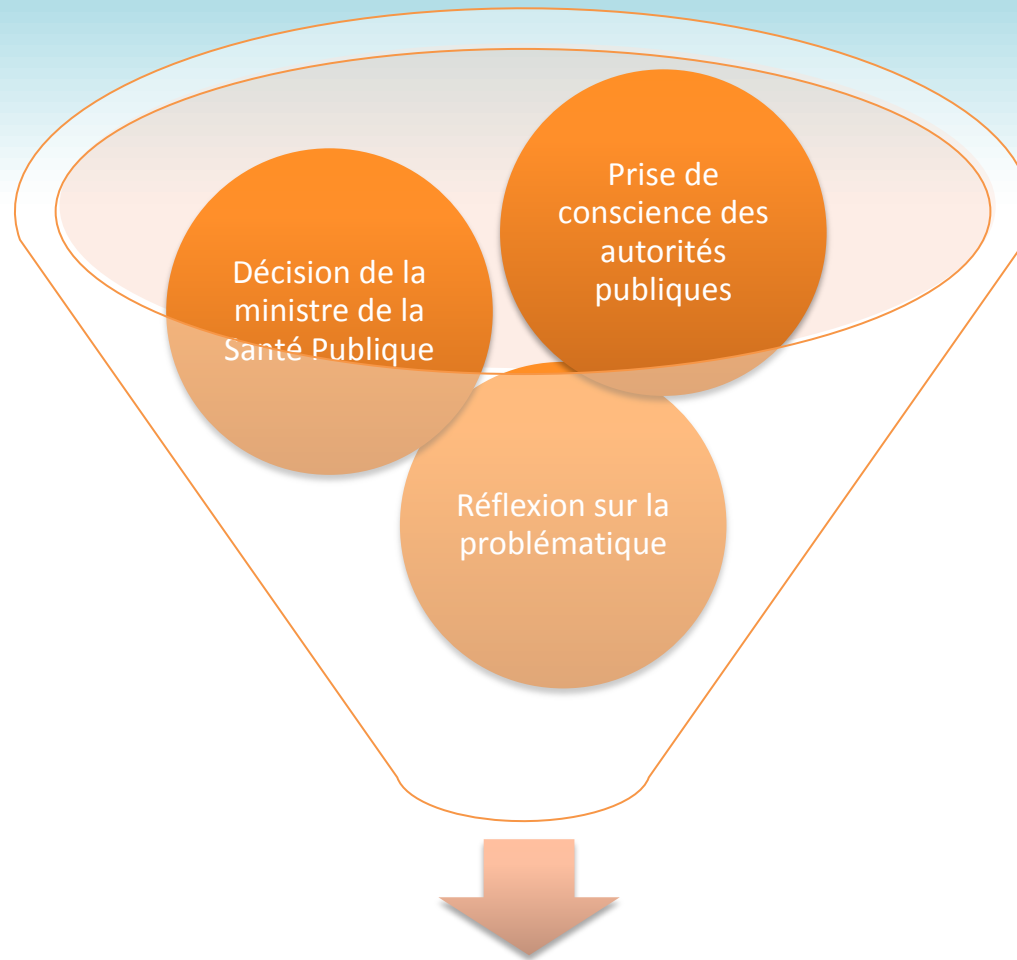 Prise de
conscience des
autorités
publiques
Décision de la
ministre de la
Santé Publique
Réflexion sur la
problématique